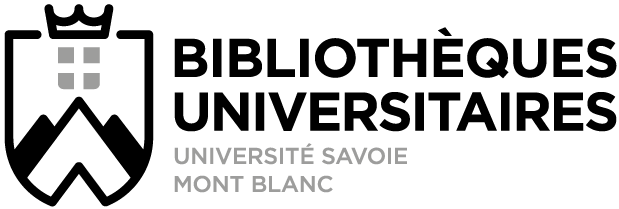 BIBLIOTHÈQUES
UNIVERSITAIRES
UNIVERSITÉ SAVOIE
MONT BLANC